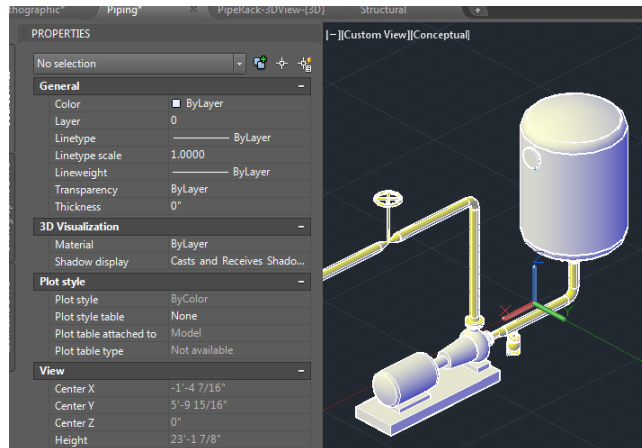 thographic* Piping* PipeRack-3DView-{3D} Structural +
PROPERTIES
[−][Custom View][Conceptual]
No selection
General −
Color ByLayer
Layer 0
Linetype ByLayer
Linetype scale 1.0000
Lineweight ByLayer
Transparency ByLayer
Thickness 0"
3D Visualization −
Material ByLayer
Shadow display Casts and Receives Shado...
Plot style −
Plot style ByColor
Plot style table None
Plot table attached to Model
Plot table type Not available
View −
Center X -1'-4 7/16"
Center Y 5'-9 15/16"
Center Z 0"
Height 23'-1 7/8"
X
Y
Z